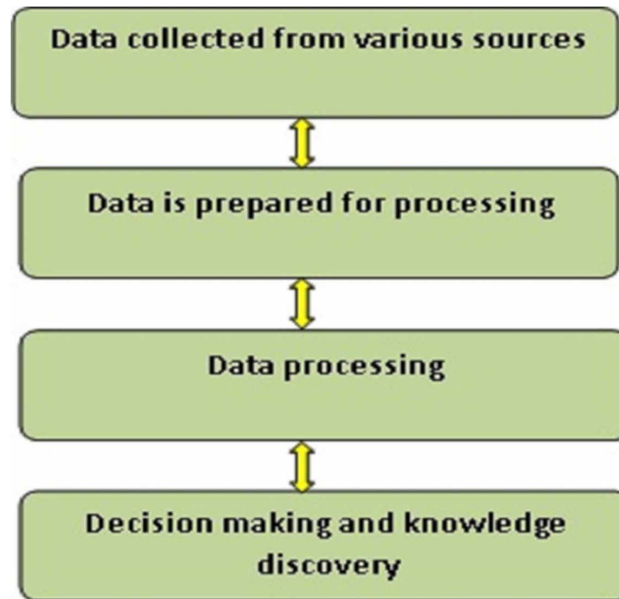 Data collected from various sources
Data is prepared for processing
Data processing
Decision making and knowledge
discovery